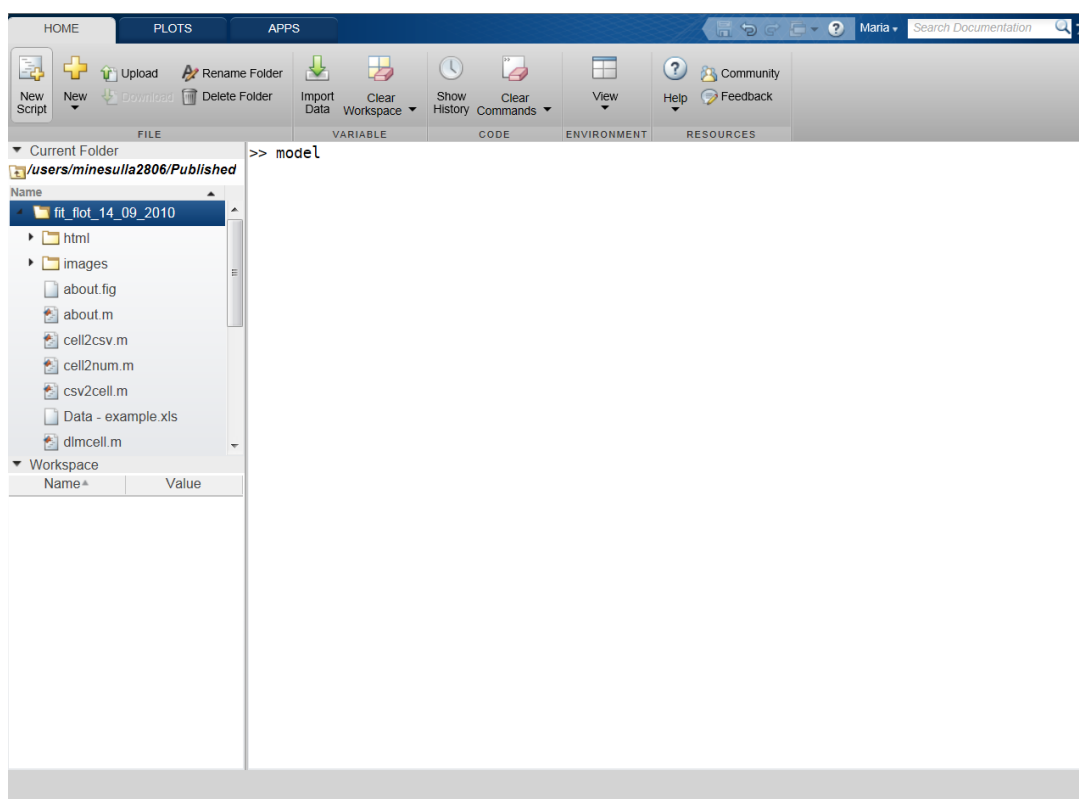 HOME PLOTS APPS
Maria Search Documentation
Upload Rename Folder
Download Delete Folder
New Script
New
Import Data
Clear Workspace
Show History
Clear Commands
View
Help
Community
Feedback
FILE VARIABLE CODE ENVIRONMENT RESOURCES
Current Folder
/users/minesulla2806/Published
Name
fit_flot_14_09_2010
html
images
about.fig
about.m
cell2csv.m
cell2num.m
csv2cell.m
Data - example.xls
dlmcell.m
Workspace
Name Value
>> model